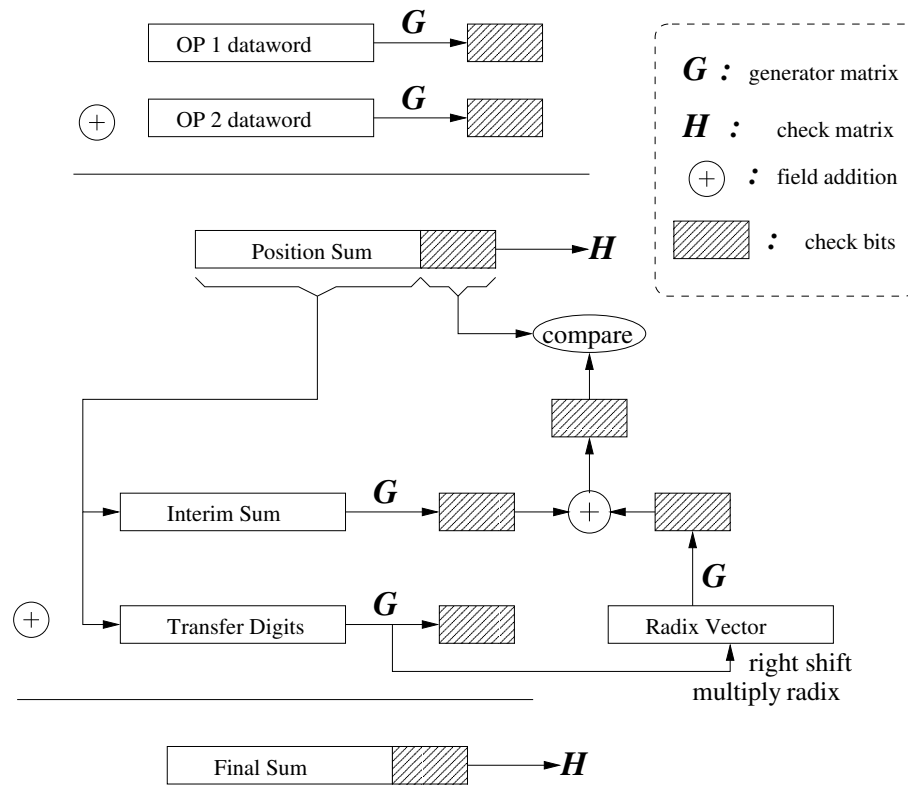 G
OP 1 dataword
G
+ OP 2 dataword
G : generator matrix
H : check matrix
+ : field addition
: check bits
Position Sum
H
compare
G
Interim Sum
+
G
G
+ Transfer Digits
Radix Vector
right shift
multiply radix
Final Sum
H